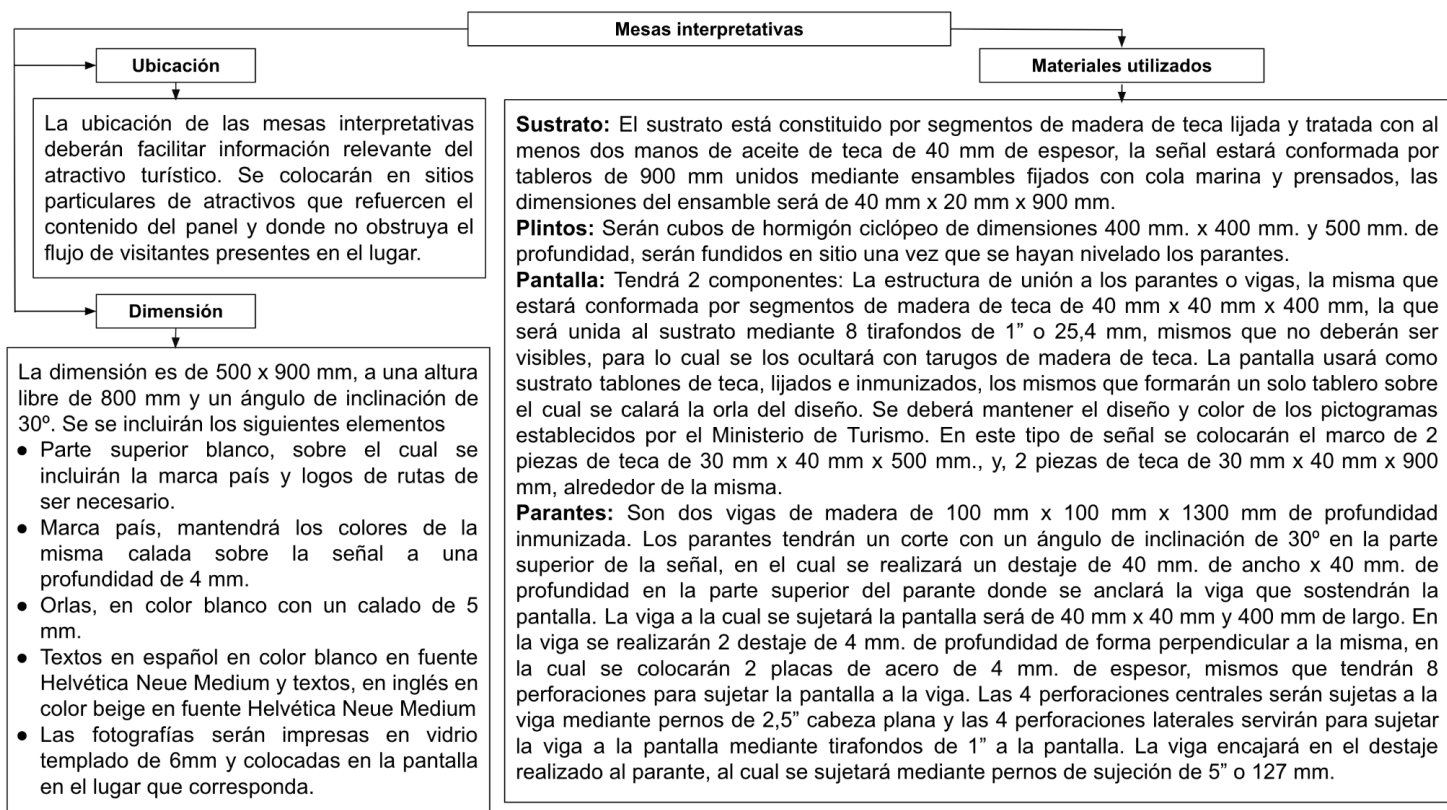 Mesas interpretativas
Ubicación
La ubicación de las mesas interpretativas
deberán facilitar información relevante del
atractivo turístico. Se colocarán en sitios
particulares de atractivos que refuercen el
contenido del panel y donde no obstruya el
flujo de visitantes presentes en el lugar.
Dimensión
La dimensión es de 500 x 900 mm, a una altura
libre de 800 mm y un ángulo de inclinación de
30º. Se se incluirán los siguientes elementos
● Parte superior blanco, sobre el cual se
incluirán la marca país y logos de rutas de
ser necesario.
● Marca país, mantendrá los colores de la
misma calada sobre la señal a una
profundidad de 4 mm.
● Orlas, en color blanco con un calado de 5
mm.
● Textos en español en color blanco en fuente
Helvética Neue Medium y textos, en inglés en
color beige en fuente Helvética Neue Medium
● Las fotografías serán impresas en vidrio
templado de 6mm y colocadas en la pantalla
en el lugar que corresponda.
Materiales utilizados
Sustrato: El sustrato está constituido por segmentos de madera de teca lijada y tratada con al
menos dos manos de aceite de teca de 40 mm de espesor, la señal estará conformada por
tableros de 900 mm unidos mediante ensambles fijados con cola marina y prensados, las
dimensiones del ensamble será de 40 mm x 20 mm x 900 mm.
Plintos: Serán cubos de hormigón ciclópeo de dimensiones 400 mm. x 400 mm. y 500 mm. de
profundidad, serán fundidos en sitio una vez que se hayan nivelado los parantes.
Pantalla: Tendrá 2 componentes: La estructura de unión a los parantes o vigas, la misma que
estará conformada por segmentos de madera de teca de 40 mm x 40 mm x 400 mm, la que
será unida al sustrato mediante 8 tirafondos de 1” o 25,4 mm, mismos que no deberán ser
visibles, para lo cual se los ocultará con tarugos de madera de teca. La pantalla usará como
sustrato tablones de teca, lijados e inmunizados, los mismos que formarán un solo tablero sobre
el cual se calará la orla del diseño. Se deberá mantener el diseño y color de los pictogramas
establecidos por el Ministerio de Turismo. En este tipo de señal se colocarán el marco de 2
piezas de teca de 30 mm x 40 mm x 500 mm., y, 2 piezas de teca de 30 mm x 40 mm x 900
mm, alrededor de la misma.
Parantes: Son dos vigas de madera de 100 mm x 100 mm x 1300 mm de profundidad
inmunizada. Los parantes tendrán un corte con un ángulo de inclinación de 30º en la parte
superior de la señal, en el cual se realizará un destaje de 40 mm. de ancho x 40 mm. de
profundidad en la parte superior del parante donde se anclará la viga que sostendrán la
pantalla. La viga a la cual se sujetará la pantalla será de 40 mm x 40 mm y 400 mm de largo. En
la viga se realizarán 2 destaje de 4 mm. de profundidad de forma perpendicular a la misma, en
la cual se colocarán 2 placas de acero de 4 mm. de espesor, mismos que tendrán 8
perforaciones para sujetar la pantalla a la viga. Las 4 perforaciones centrales serán sujetas a la
viga mediante pernos de 2,5” cabeza plana y las 4 perforaciones laterales servirán para sujetar
la viga a la pantalla mediante tirafondos de 1” a la pantalla. La viga encajará en el destaje
realizado al parante, al cual se sujetará mediante pernos de sujeción de 5” o 127 mm.